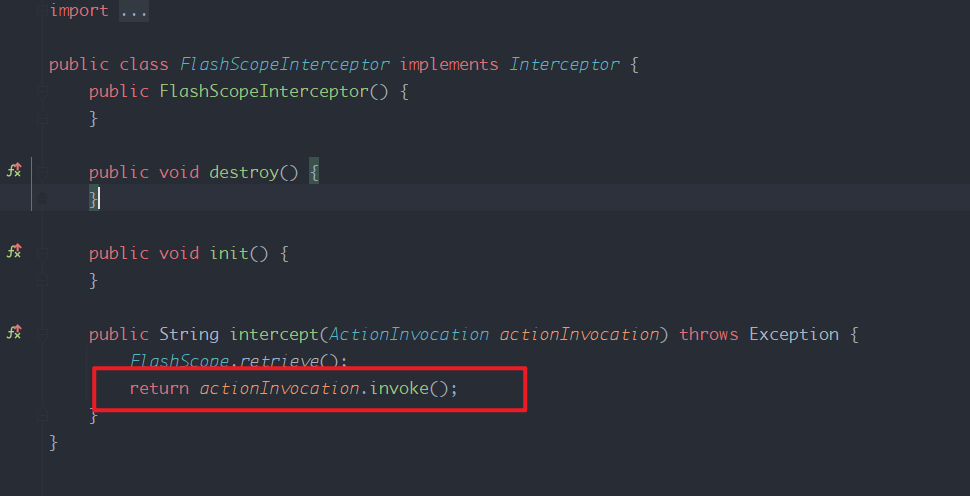 import ...
public class FlashScopeInterceptor implements Interceptor {
public FlashScopeInterceptor() {
}
public void destroy() {
}
public void init() {
}
public String intercept(ActionInvocation actionInvocation) throws Exception {
FlashScope.retrieve();
return actionInvocation.invoke();
}
}